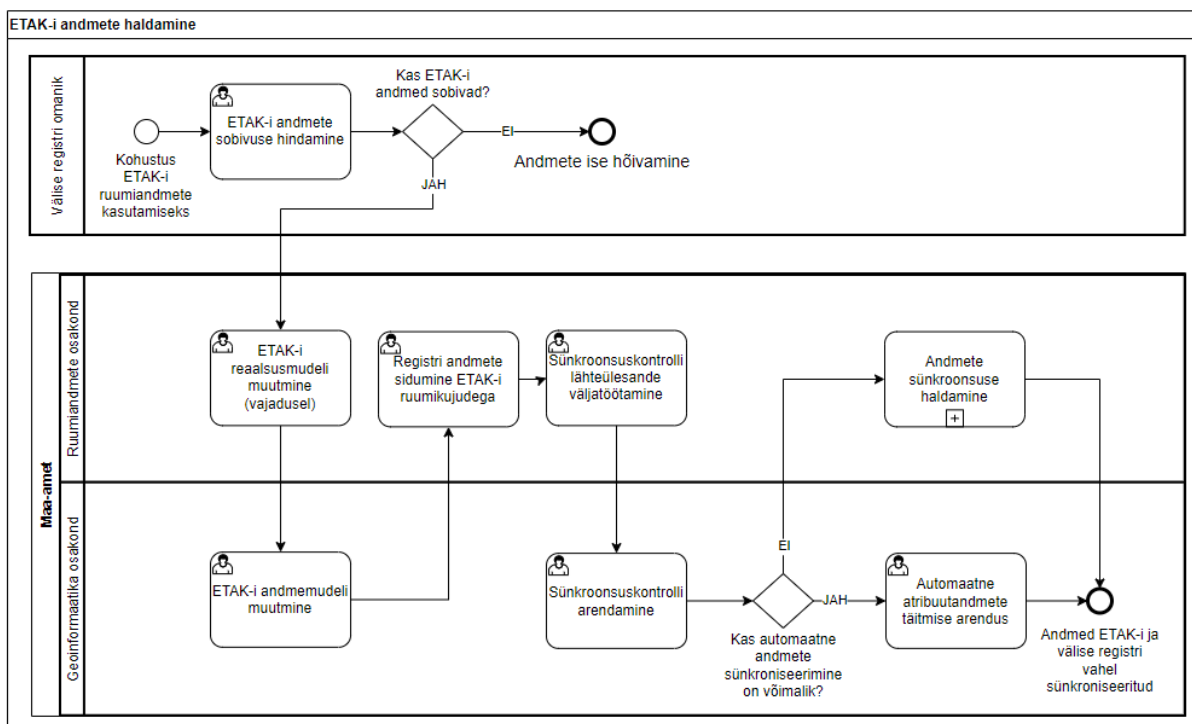 ETAK-i andmete haldamine
Välise registri omanik
Kohustus
ETAK-i
ruumiandmete
kasutamiseks
ETAK-i andmete
sobivuse hindamine
Kas ETAK-i
andmed sobivad?
EI
JAH
Andmete ise hõivamine
Maa-amet
Ruumiandmete osakond
ETAK-i
reaalsusmudeli
muutmine
(vajadusel)
Registri andmete
sidumine ETAK-i
ruumikujudega
Sünkroonsuskontrolli
lähteülesande
väljatöötamine
Andmete
sünkroonsuse
haldamine
Geoinformaatika osakond
ETAK-i andmemudeli
muutmine
Sünkroonsuskontrolli
arendamine
EI
JAH
Kas automaatne
andmete
sünkroniseerimine
on võimalik?
Automaatne
atribuutandmete
täitmise arendus
Andmed ETAK-i ja
välise registri
vahel
sünkroniseeritud